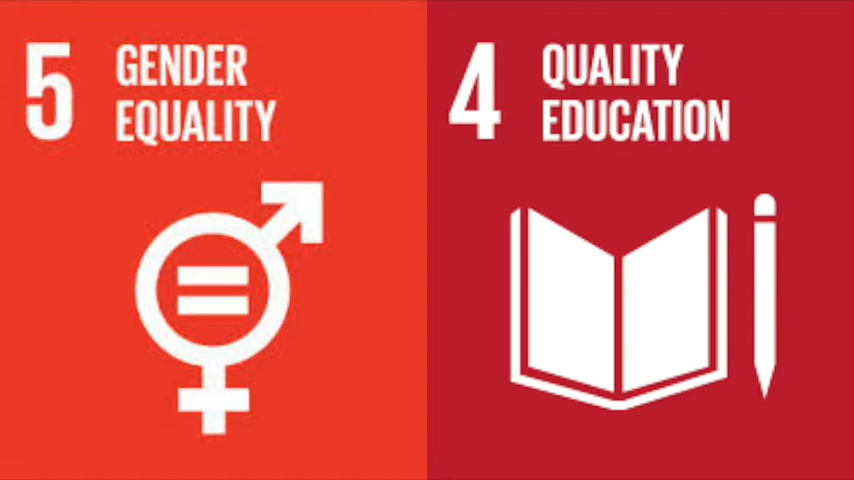 5
GENDER
EQUALITY
4
QUALITY
EDUCATION